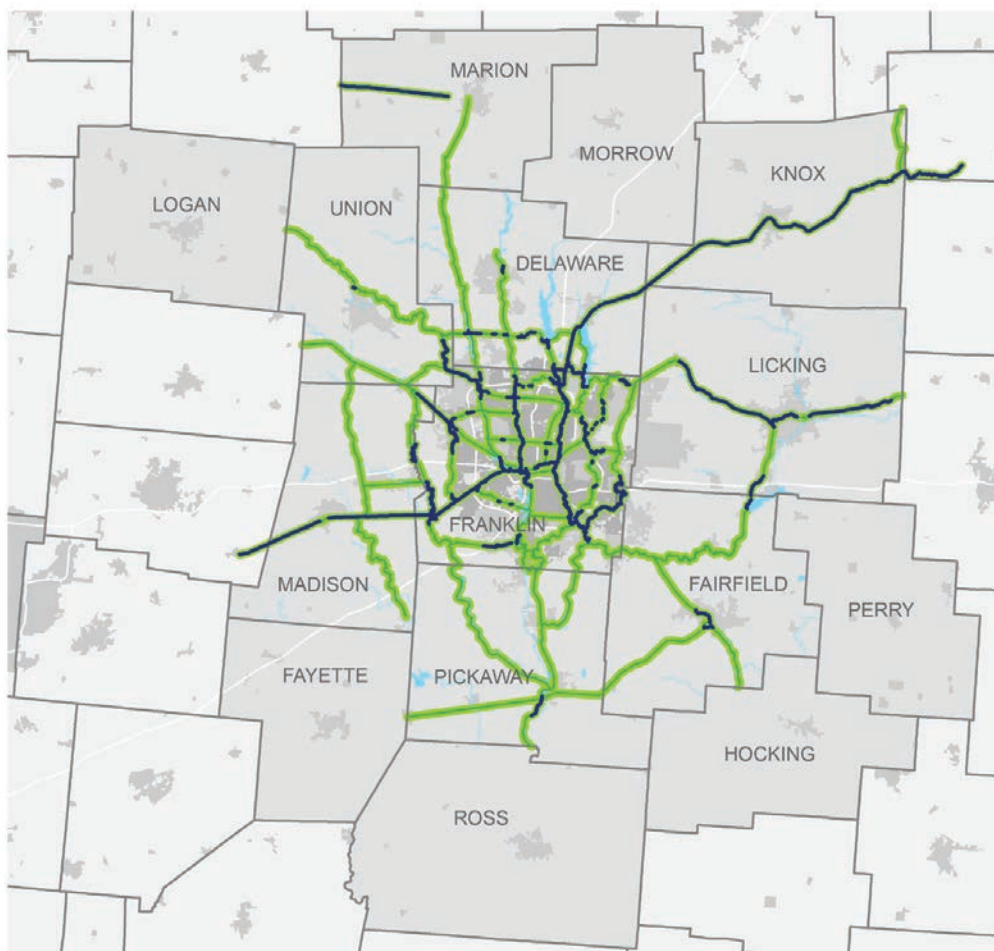 MARION
MORROW
KNOX
LOGAN
UNION
DELAWARE
LICKING
FRANKLIN
MADISON
FAIRFIELD
PERRY
FAYETTE
PICKAWAY
HOCKING
ROSS